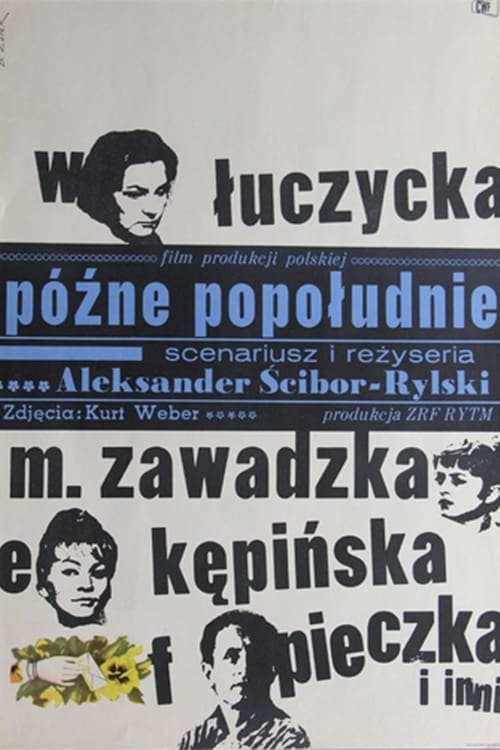 CWF
w łuczycka
film produkcji polskiej
późne popołudnie
scenariusz i reżyseria
Aleksander Ścibor-Rylski
Zdjęcia: Kurt Weber
produkcja ZRF RYTM
m. zawadzka
e kępińska
f pieczka
i inni